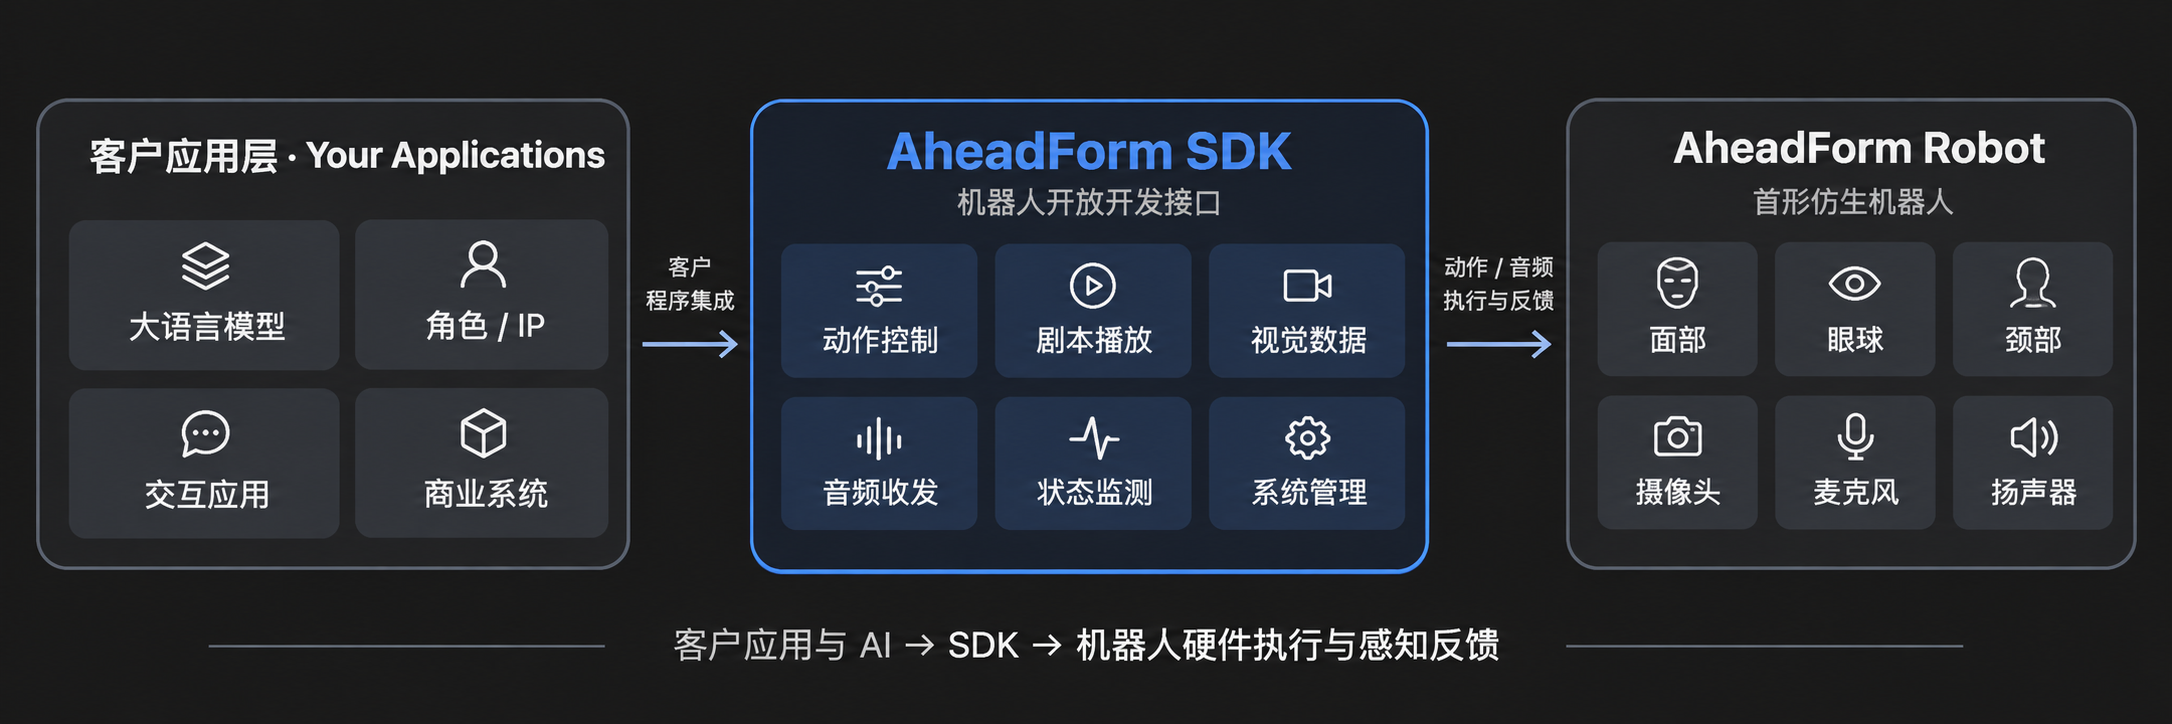 客户应用层 · Your Applications
大语言模型
角色 / IP
交互应用
商业系统
客户
程序集成
AheadForm SDK
机器人开放开发接口
动作控制
剧本播放
视觉数据
音频收发
状态监测
系统管理
动作 / 音频
执行与反馈
AheadForm Robot
首形仿生机器人
面部
眼球
颈部
摄像头
麦克风
扬声器
客户应用与 AI → SDK → 机器人硬件执行与感知反馈